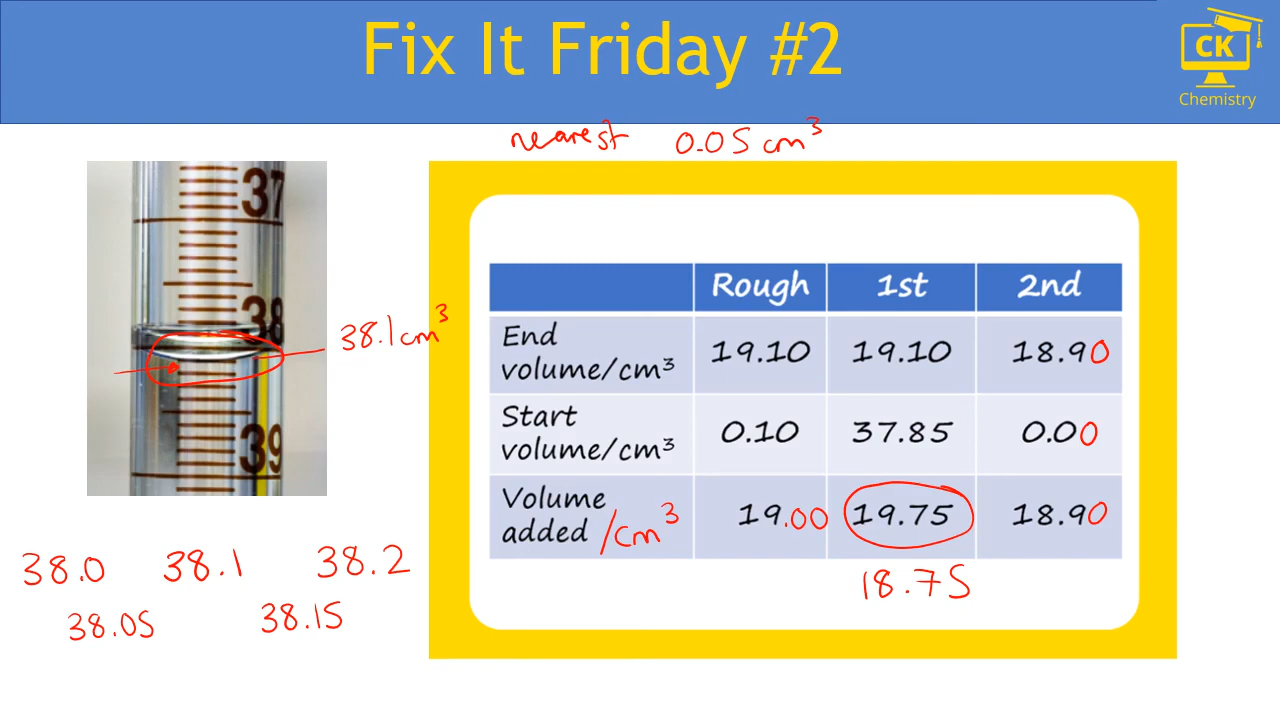 Fix It Friday #2
CK
Chemistry
nearest 0.05 cm³
37
38
39
38.1cm³
Rough 1st 2nd
End
volume/cm³ 19.10 19.10 18.90
Start
volume/cm³ 0.10 37.85 0.00
Volume
added /cm³ 19.00 19.75 18.90
18.75
38.0 38.1 38.2
38.05 38.15